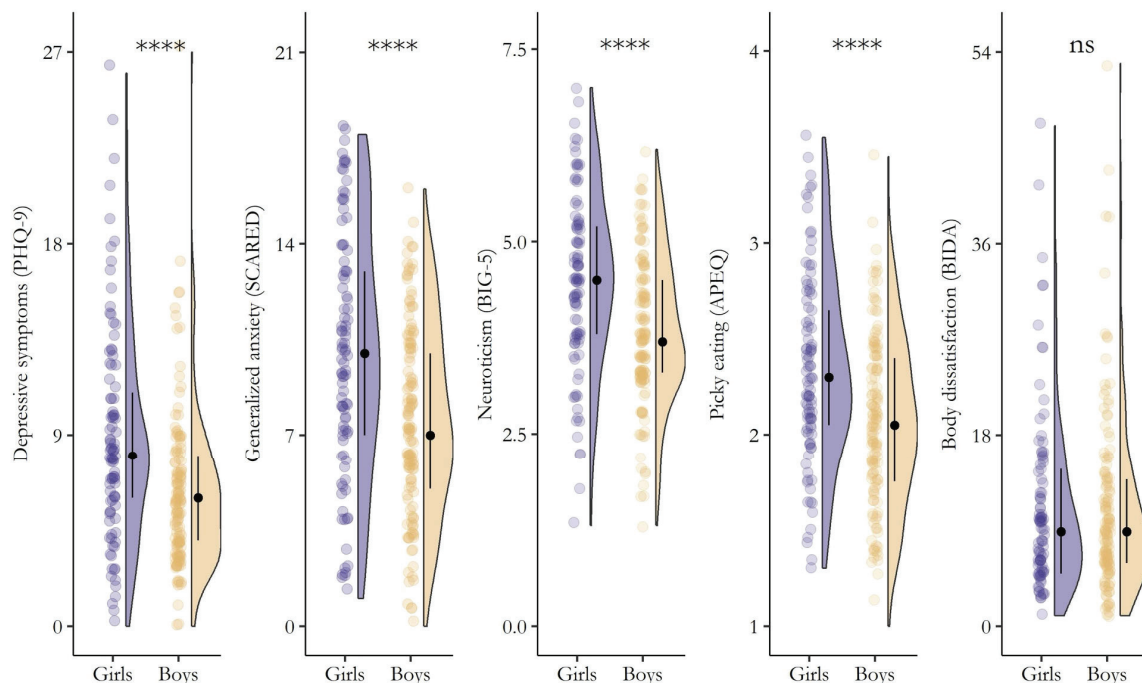 Depressive symptoms (PHQ-9)
27
18
9
0
****
Girls Boys
Generalized anxiety (SCARED)
21
14
7
0
****
Girls Boys
Neuroticism (BIG-5)
7.5
5.0
2.5
0.0
****
Girls Boys
Picky eating (APEQ)
4
3
2
1
****
Girls Boys
Body dissatisfaction (BIDA)
54
36
18
0
ns
Girls Boys